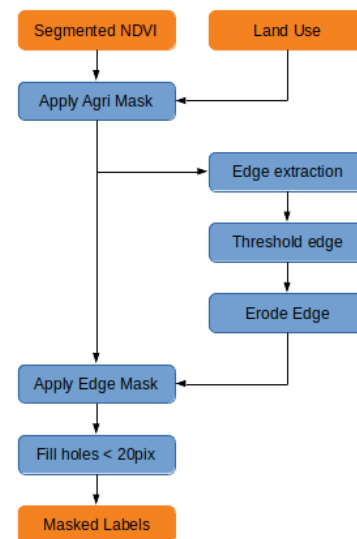 Segmented NDVI
Land Use
Apply Agri Mask
Edge extraction
Threshold edge
Erode Edge
Apply Edge Mask
Fill holes < 20pix
Masked Labels